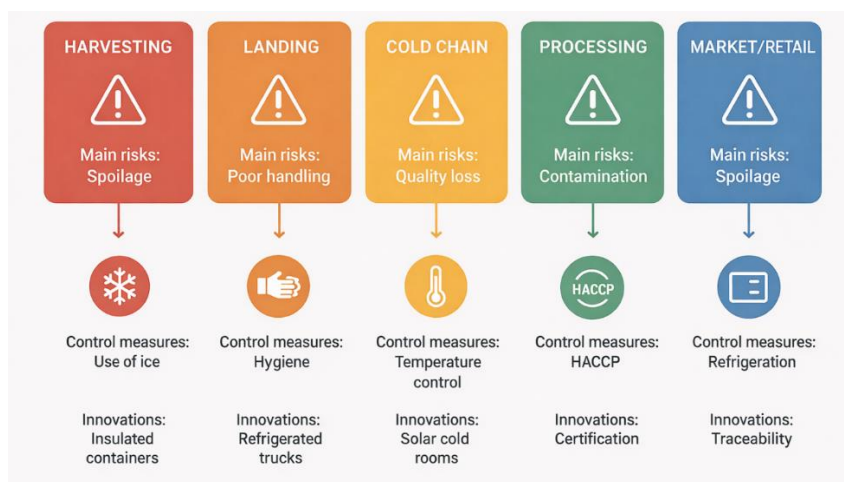 HARVESTING
Main risks:
Spoilage
Control measures:
Use of ice
Innovations:
Insulated
containers
LANDING
Main risks:
Poor handling
Control measures:
Hygiene
Innovations:
Refrigerated
trucks
COLD CHAIN
Main risks:
Quality loss
Control measures:
Temperature
control
Innovations:
Solar cold
rooms
PROCESSING
Main risks:
Contamination
HACCP
Control measures:
HACCP
Innovations:
Certification
MARKET/RETAIL
Main risks:
Spoilage
Control measures:
Refrigeration
Innovations:
Traceability